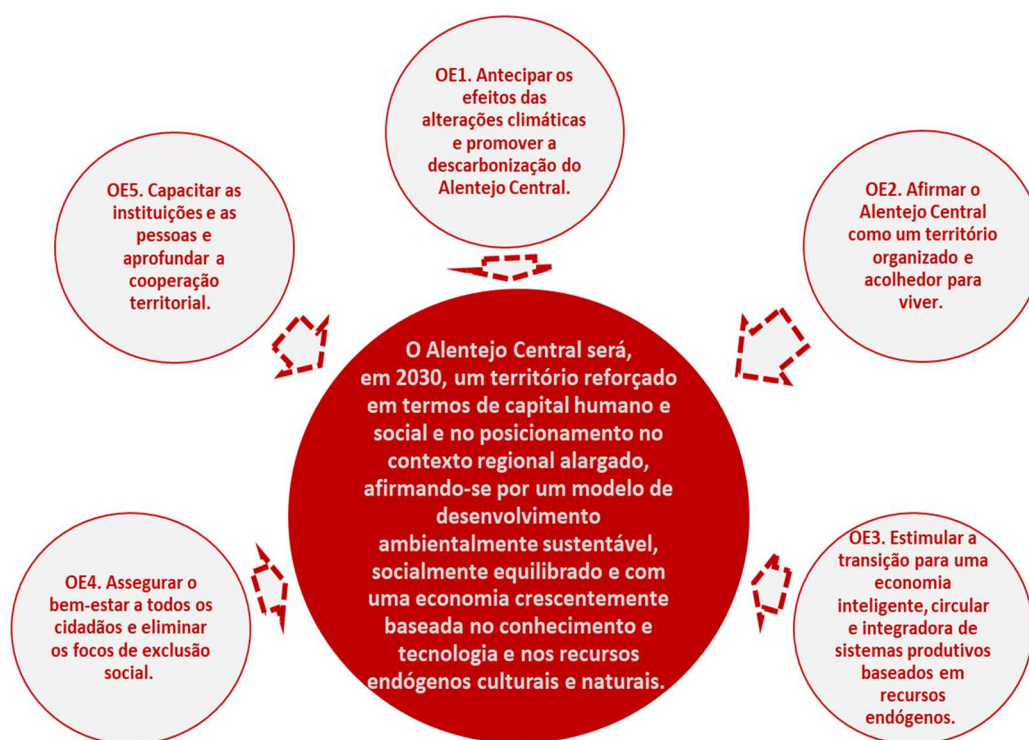 OE1. Antecipar os
efeitos das
alterações climáticas
e promover a
descarbonização do
Alentejo Central.
OE5. Capacitar as
instituições e as
pessoas e
aprofundar a
cooperação
territorial.
OE2. Afirmar o
Alentejo Central
como um território
organizado e
acolhedor para
viver.
O Alentejo Central será,
em 2030, um território reforçado
em termos de capital humano e
social e no posicionamento no
contexto regional alargado,
afirmando-se por um modelo de
desenvolvimento
ambientalmente sustentável,
socialmente equilibrado e com
uma economia crescentemente
baseada no conhecimento e
tecnologia e nos recursos
endógenos culturais e naturais.
OE4. Assegurar o
bem-estar a todos os
cidadãos e eliminar
os focos de exclusão
social.
OE3. Estimular a
transição para uma
economia
inteligente, circular
e integradora de
sistemas produtivos
baseados em
recursos
endógenos.